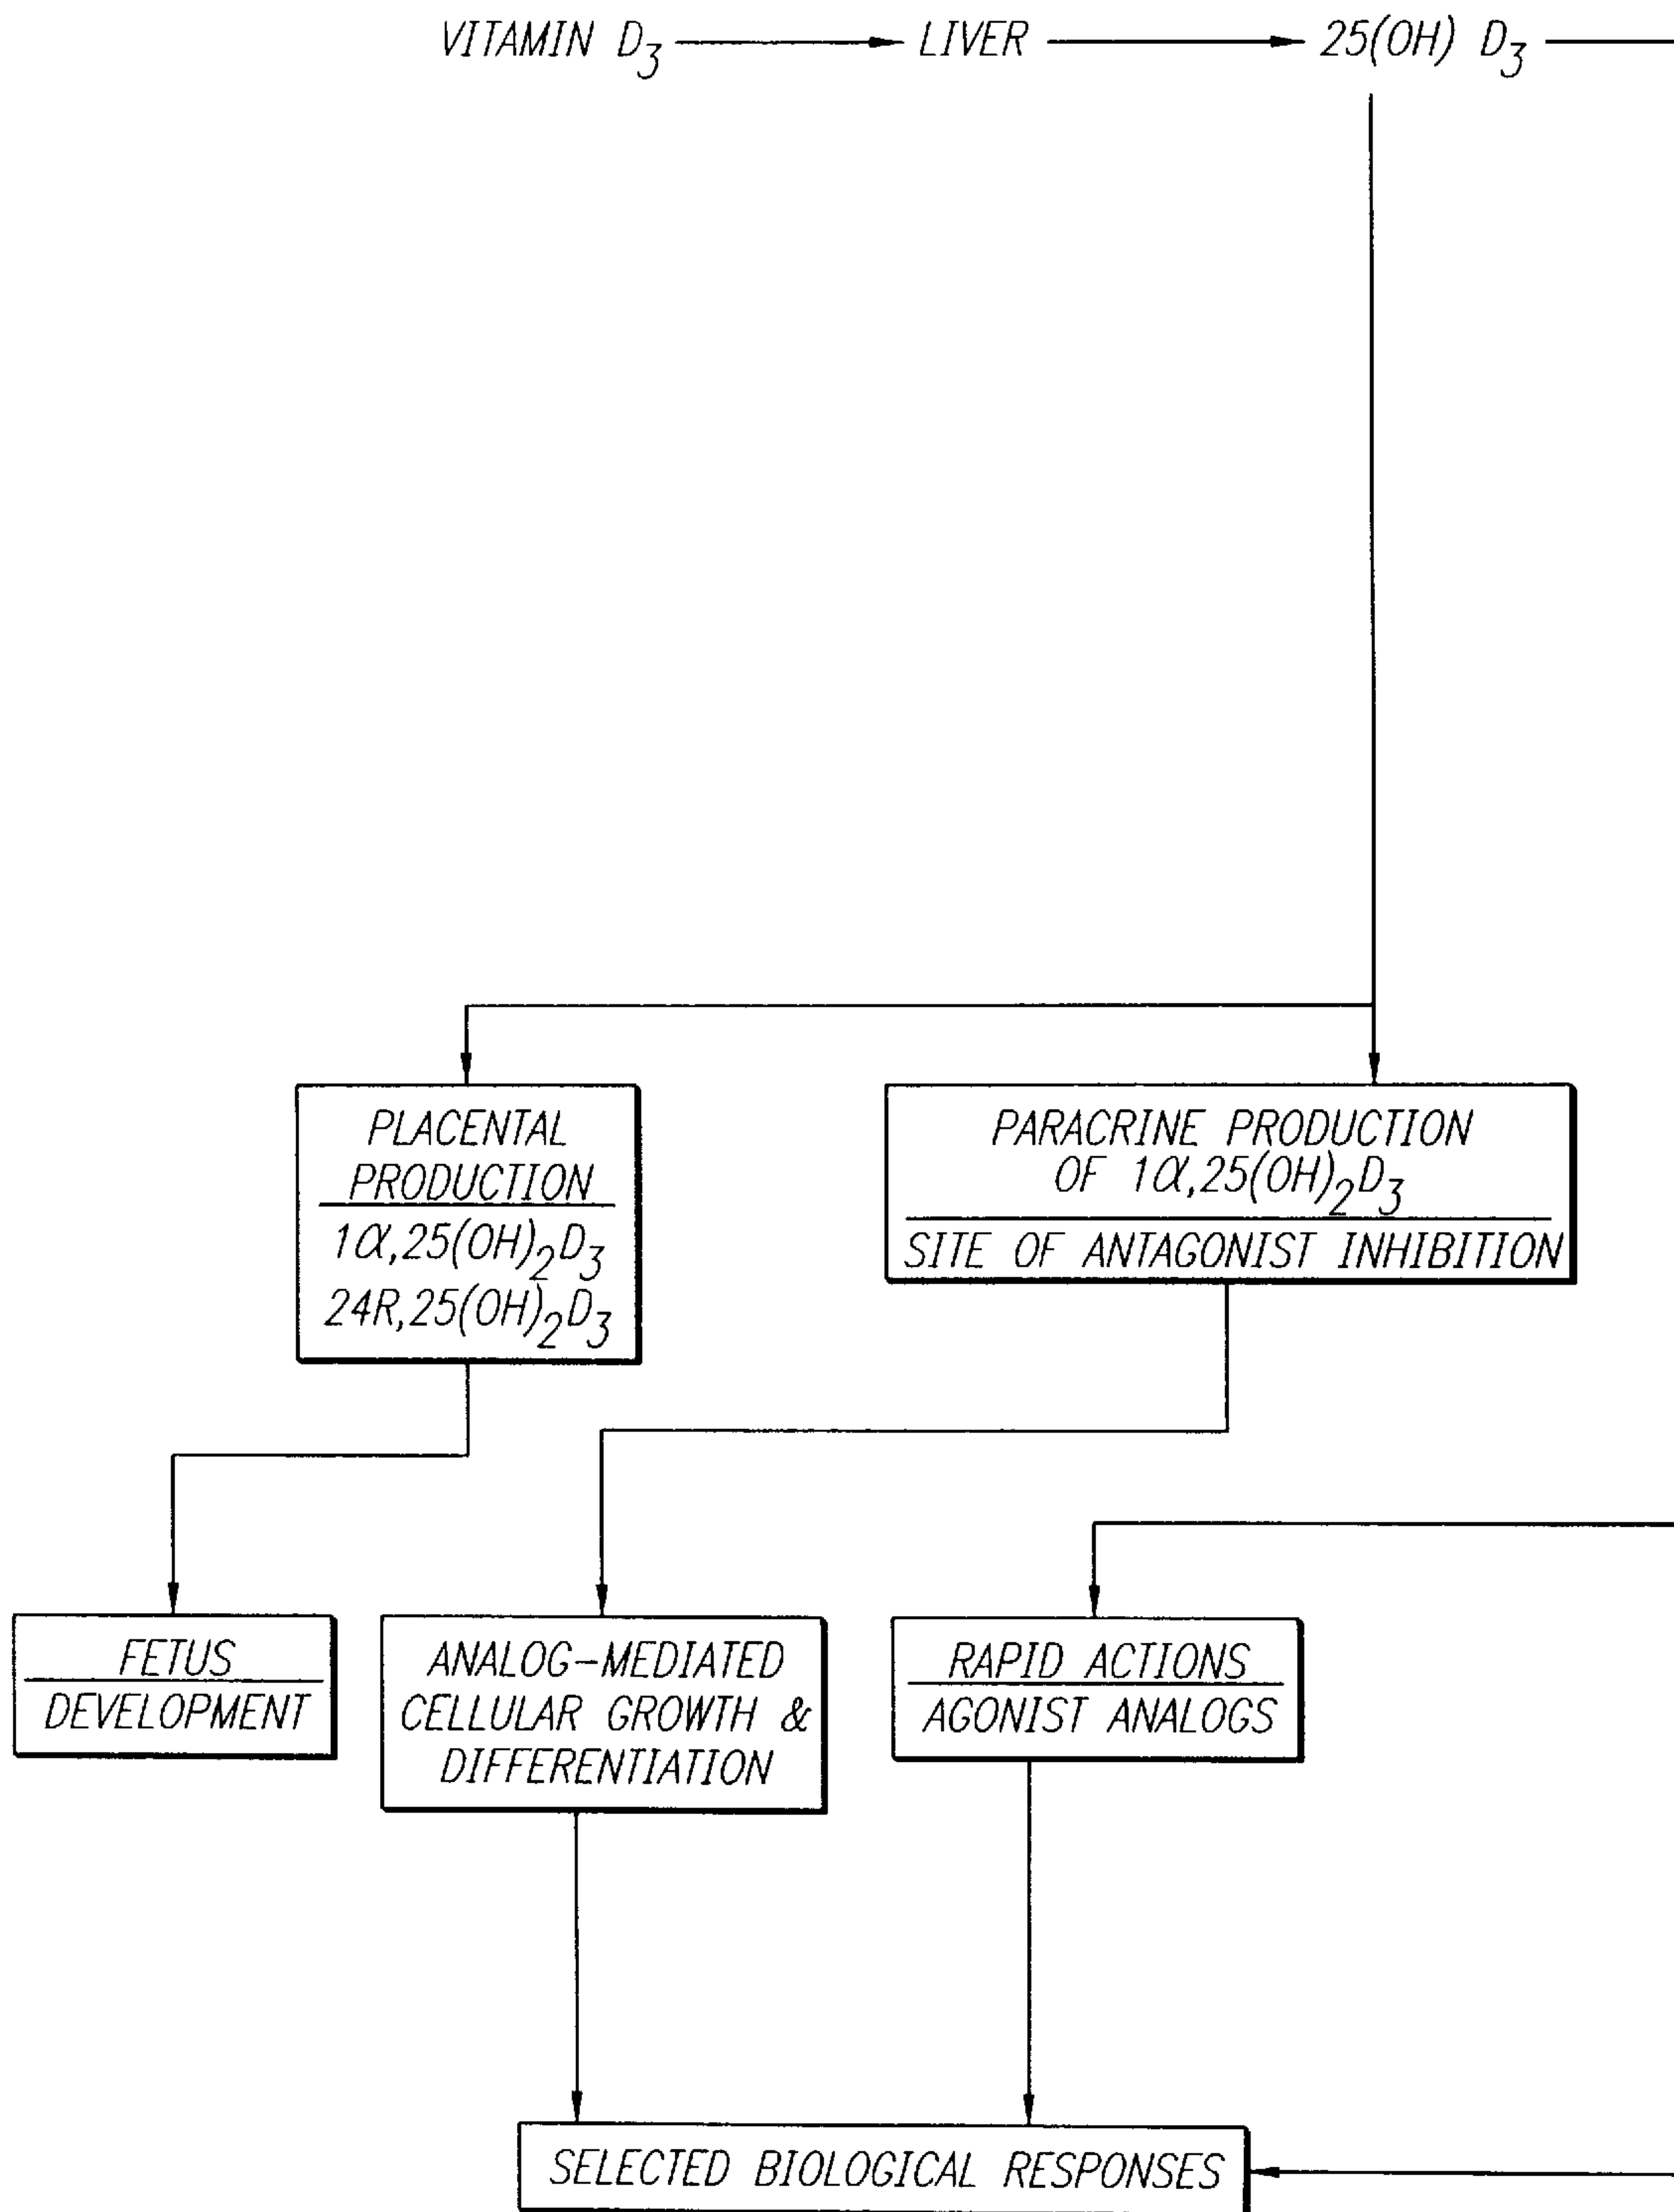 VITAMIN D₃ LIVER 25(OH) D₃
PLACENTAL
PRODUCTION
1α,25(OH)₂D₃
24R,25(OH)₂D₃
PARACRINE PRODUCTION
OF 1α,25(OH)₂D₃
SITE OF ANTAGONIST INHIBITION
FETUS
DEVELOPMENT
ANALOG-MEDIATED
CELLULAR GROWTH &
DIFFERENTIATION
RAPID ACTIONS
AGONIST ANALOGS
SELECTED BIOLOGICAL RESPONSES